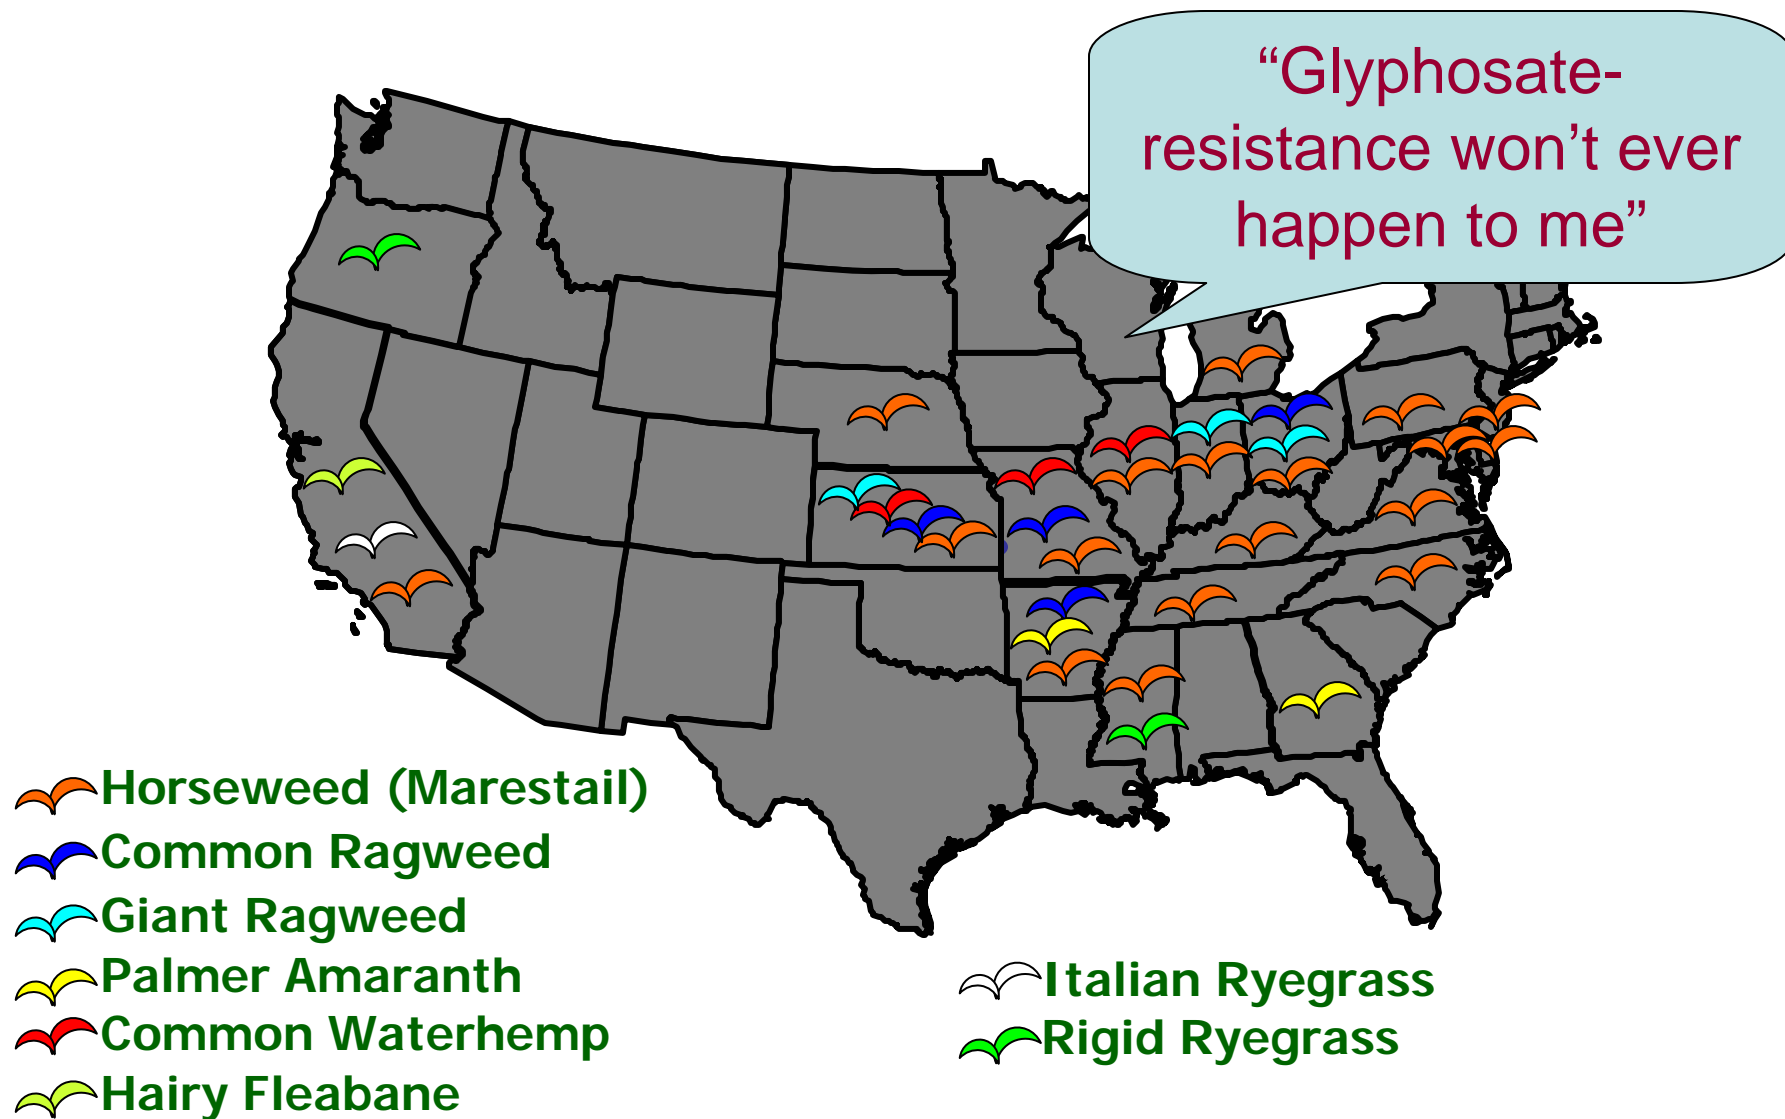 “Glyphosate-
resistance won’t ever
happen to me”
Horseweed (Marestail)
Common Ragweed
Giant Ragweed
Palmer Amaranth
Common Waterhemp
Hairy Fleabane
Italian Ryegrass
Rigid Ryegrass